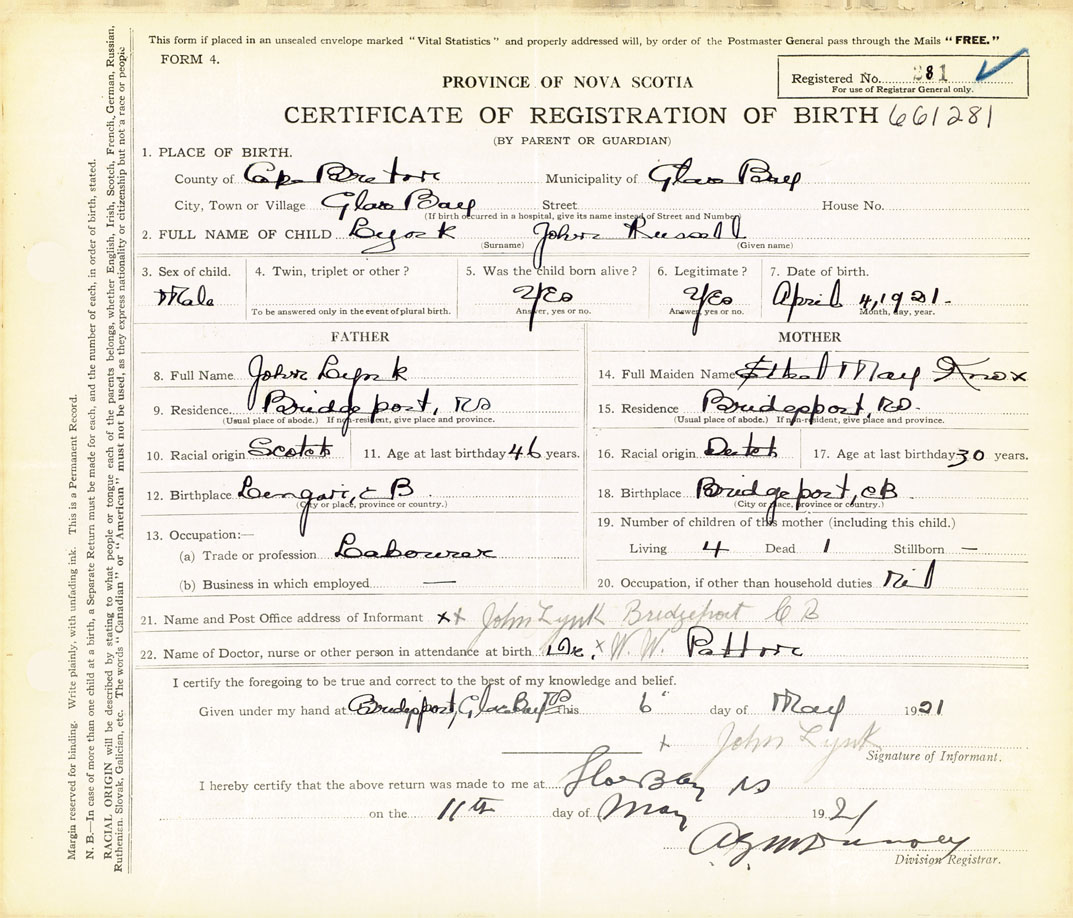 This form if placed in an unsealed envelope marked "Vital Statistics" and properly addressed will, by order of the Postmaster General pass through the Mails "FREE."
FORM 4.
PROVINCE OF NOVA SCOTIA
Registered No. 281
For use of Registrar General only.
CERTIFICATE OF REGISTRATION OF BIRTH 661281
(BY PARENT OR GUARDIAN)
1. PLACE OF BIRTH.
County of Cape Breton Municipality of Glace Bay
City, Town or Village Glace Bay Street House No.
(If birth occurred in a hospital, give its name instead of Street and Number)
2. FULL NAME OF CHILD Lynk John Russell
(Surname) (Given name)
3. Sex of child. 4. Twin, triplet or other? 5. Was the child born alive? 6. Legitimate? 7. Date of birth.
Male Yes Yes April 4, 1921.
To be answered only in the event of plural birth. Answer, yes or no. Answer, yes or no. Month, day, year.
FATHER MOTHER
8. Full Name John Lynk 14. Full Maiden Name Ethel May Knox
9. Residence. Bridgeport, NS 15. Residence Bridgeport, NS.
(Usual place of abode.) If non-resident, give place and province. (Usual place of abode.) If non-resident, give place and province.
10. Racial origin Scotch 11. Age at last birthday 46 years. 16. Racial origin Dutch 17. Age at last birthday 30 years.
12. Birthplace CB 18. Birthplace Bridgeport, CB
(City or place, province or country.) (City or place, province or country.)
13. Occupation:— 19. Number of children of this mother (including this child.)
(a) Trade or profession Labourer Living 4 Dead 1 Stillborn —
(b) Business in which employed — 20. Occupation, if other than household duties Nil
21. Name and Post Office address of Informant xx John Lynk Bridgeport C B
22. Name of Doctor, nurse or other person in attendance at birth Dr. x W. W. Patton
I certify the foregoing to be true and correct to the best of my knowledge and belief.
Given under my hand at Bridgeport, Glace Bay NS this 6 day of May 1921
x John Lynk
Signature of Informant.
I hereby certify that the above return was made to me at Glace Bay NS
on the 11th day of May 1921
Division Registrar.
Margin reserved for binding. Write plainly, with unfading ink. This is a Permanent Record.
N. B.—In case of more than one child at a birth, a Separate Return must be made for each, and the number of each, in order of birth, stated.
RACIAL ORIGIN will be described by stating to what people or tongue each of the parents belongs, whether English, Irish, Scotch, French, German, Russian,
Ruthenian, Slovak, Galician, etc. The words "Canadian" or "American" must not be used, as they express nationality or citizenship but not a race or people